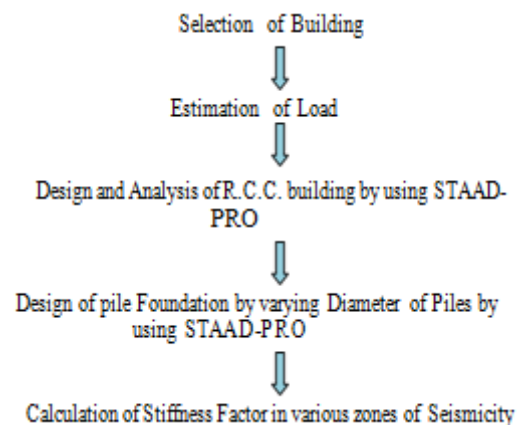 Selection of Building
Estimation of Load
Design and Analysis of R.C.C. building by using STAAD-
PRO
Design of pile Foundation by varying Diameter of Piles by
using STAAD-PRO
Calculation of Stiffness Factor in various zones of Seismicity